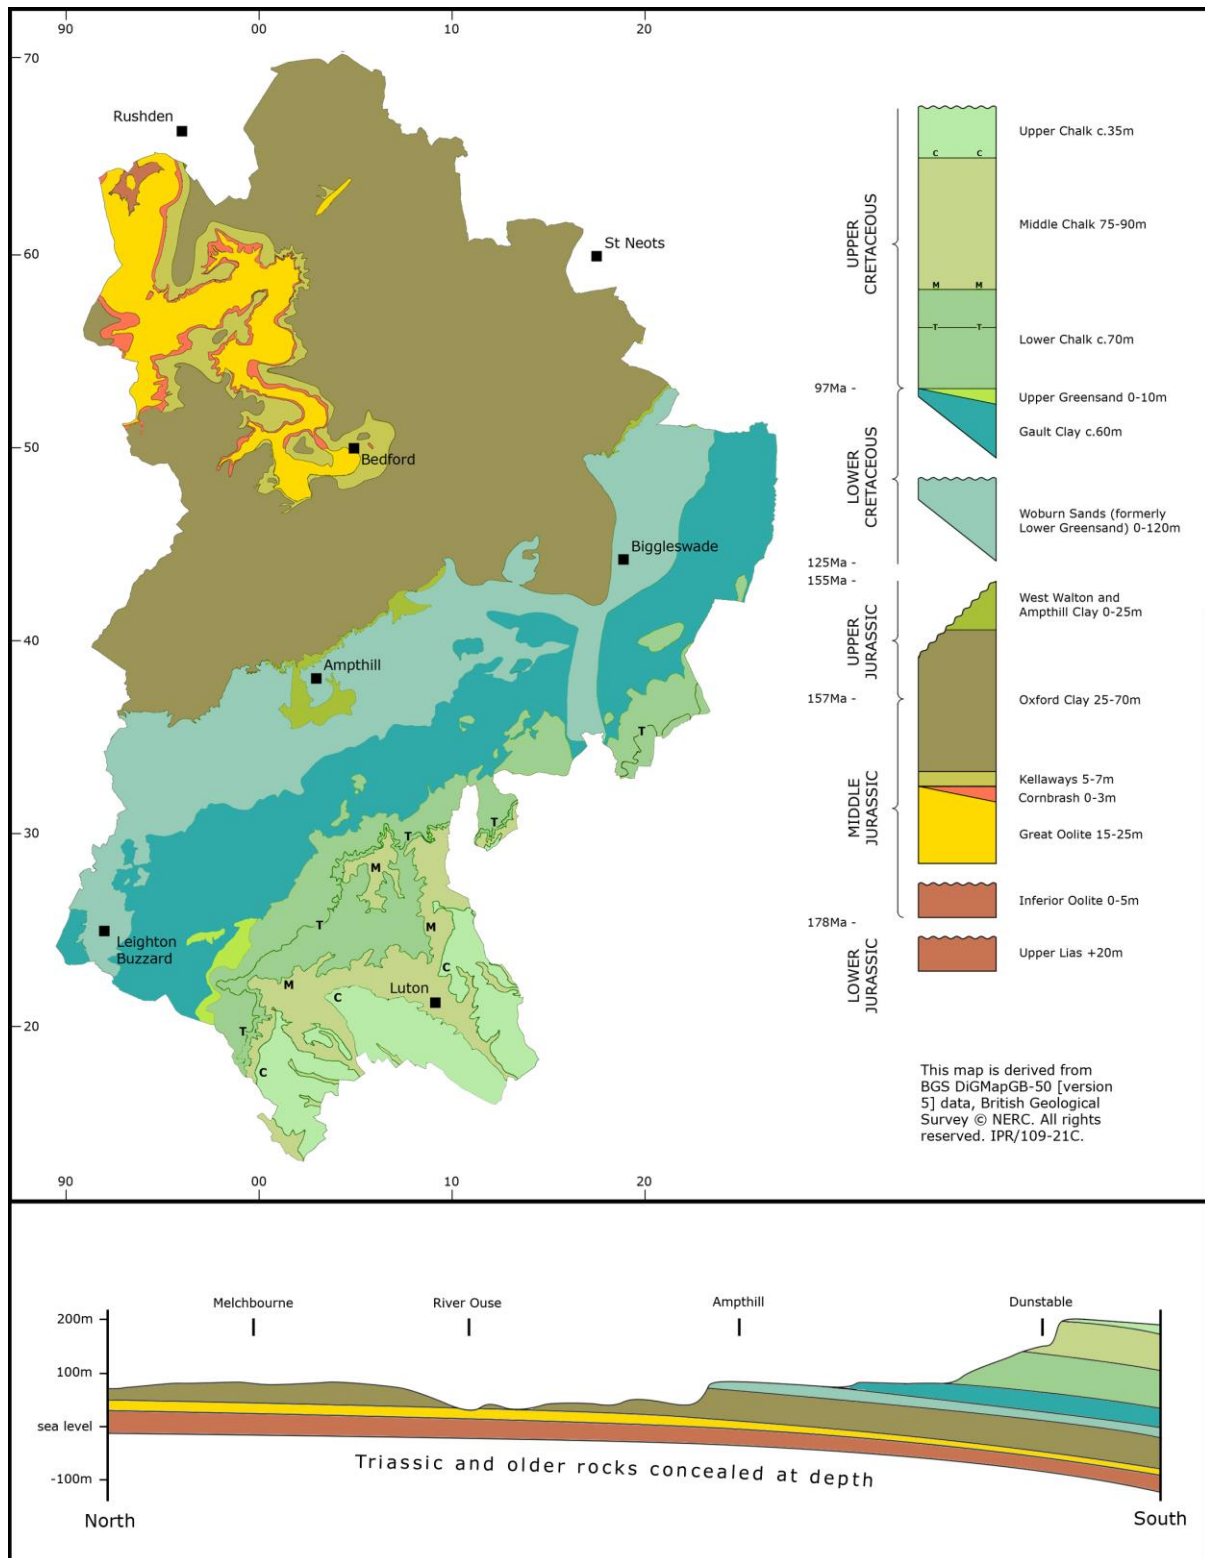 90 00 10 20
70
Rushden
60
St Neots
50
Bedford
Biggleswade
40
Ampthill
T
30
T
T
M
T
M
Leighton
Buzzard
C
M
C
Luton
20
T
C
90 00 10 20
UPPER
CRETACEOUS
LOWER
CRETACEOUS
UPPER
JURASSIC
MIDDLE
JURASSIC
LOWER
JURASSIC
97Ma -
125Ma -
155Ma -
157Ma -
178Ma -
C C
M M
T T
Upper Chalk c.35m
Middle Chalk 75-90m
Lower Chalk c.70m
Upper Greensand 0-10m
Gault Clay c.60m
Woburn Sands (formerly
Lower Greensand) 0-120m
West Walton and
Ampthill Clay 0-25m
Oxford Clay 25-70m
Kellaways 5-7m
Cornbrash 0-3m
Great Oolite 15-25m
Inferior Oolite 0-5m
Upper Lias +20m
This map is derived from
BGS DiGMapGB-50 [version
5] data, British Geological
Survey © NERC. All rights
reserved. IPR/109-21C.
Melchbourne River Ouse Ampthill Dunstable
200m
100m
sea level
-100m
Triassic and older rocks concealed at depth
North South